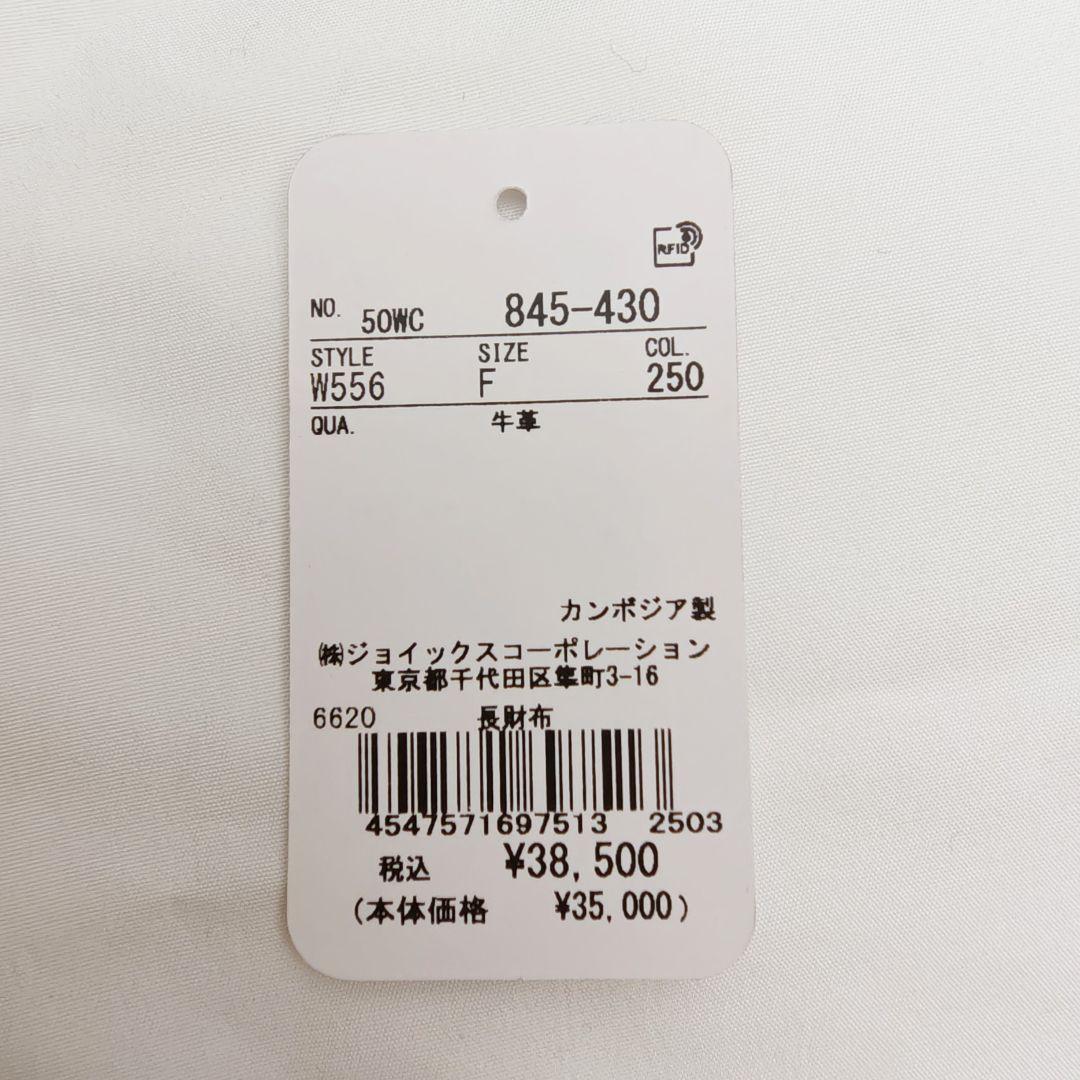 RFID
NO. 50WC 845-430
STYLE SIZE COL.
W556 F 250
QUA. 牛革
カンボジア製
㈱ジョイックスコーポレーション
東京都千代田区隼町3-16
6620 長財布
4547571697513 2503
税込 ¥38,500
(本体価格 ¥35,000)